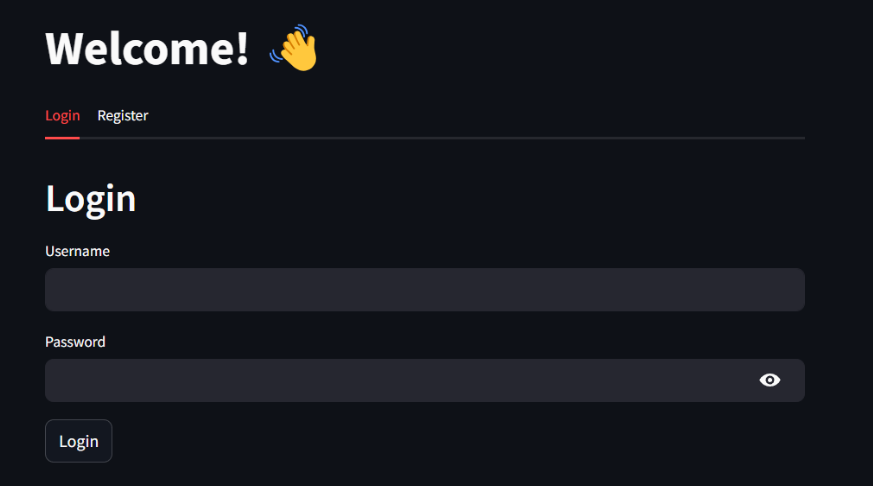 Welcome! 👋
Login Register
Login
Username
Password
Login